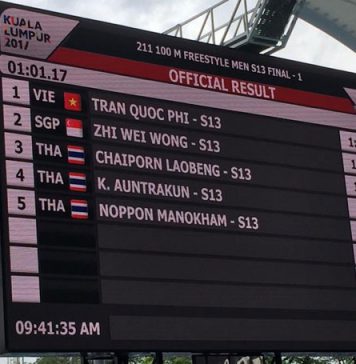 KUALA
LUMPUR
2017
211 100 M FREESTYLE MEN S13 FINAL - 1
01:01.17
OFFICIAL RESULT
1 VIE TRAN QUOC PHI - S13
2 SGP ZHI WEI WONG - S13
3 THA CHAIPORN LAOBENG - S13
4 THA K. AUNTRAKUN - S13
5 THA NOPPON MANOKHAM - S13
09:41:35 AM